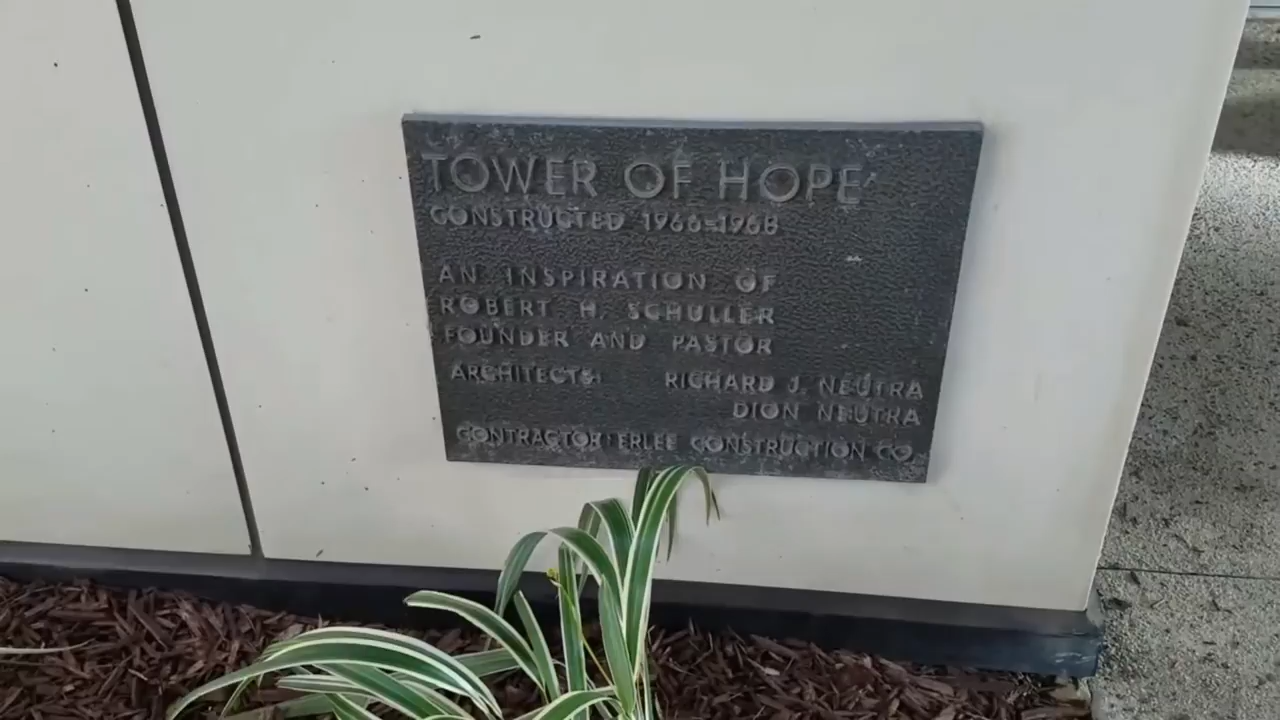 TOWER OF HOPE
CONSTRUCTED 1966-1968
AN INSPIRATION OF
ROBERT H. SCHULLER
FOUNDER AND PASTOR
ARCHITECTS: RICHARD J. NEUTRA
DION NEUTRA
CONTRACTOR: ERLEE CONSTRUCTION CO.